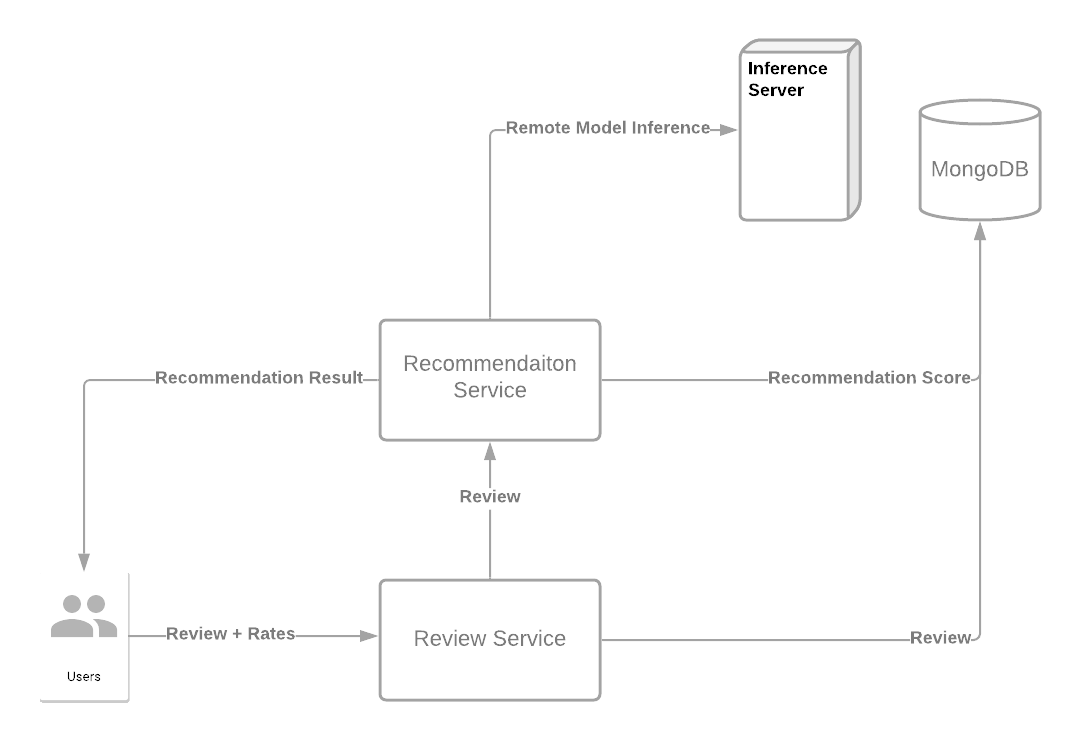 Inference
Server
Remote Model Inference
MongoDB
Recommendaiton
Service
Recommendation Result
Recommendation Score
Review
Review + Rates
Review Service
Review
Users